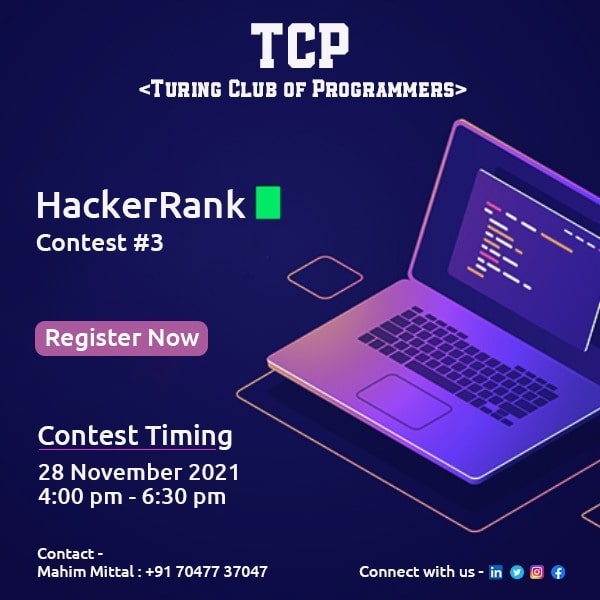 TCP
<Turing Club of Programmers>
HackerRank
Contest #3
Register Now
Contest Timing
28 November 2021
4:00 pm - 6:30 pm
Contact -
Mahim Mittal : +91 70477 37047
Connect with us -